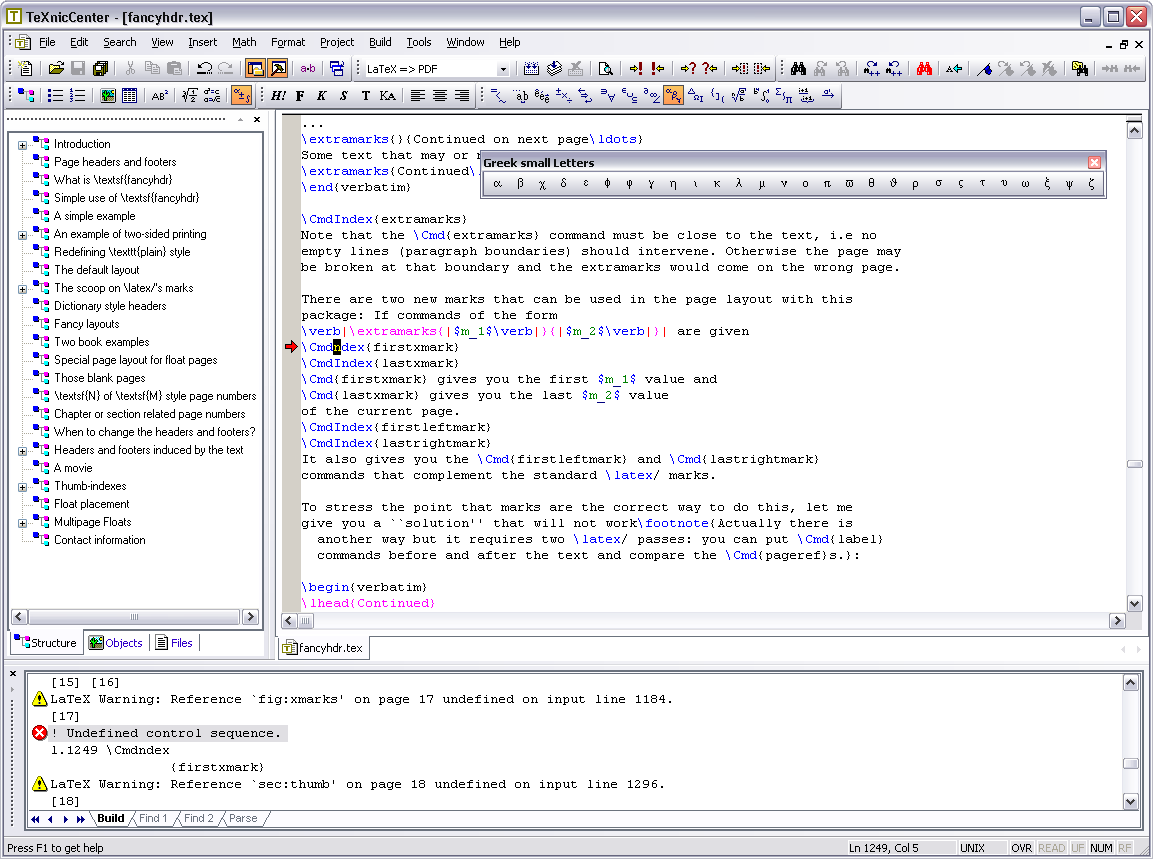 TeXnicCenter - [fancyhdr.tex]
File Edit Search View Insert Math Format Project Build Tools Window Help
LaTeX => PDF
Introduction
Page headers and footers
What is \textsf{fancyhdr}
Simple use of \textsf{fancyhdr}
A simple example
An example of two-sided printing
Redefining \texttt{plain} style
The default layout
The scoop on \latex/'s marks
Dictionary style headers
Fancy layouts
Two book examples
Special page layout for float pages
Those blank pages
\textsf{N} of \textsf{M} style page numbers
Chapter or section related page numbers
When to change the headers and footers?
Headers and footers induced by the text
A movie
Thumb-indexes
Float placement
Multipage Floats
Contact information
Structure Objects Files
...
\extramarks{}{Continued on next page\ldots}
Some text that may or
\extramarks{Continued\
\end{verbatim}
Greek small Letters
α β χ δ ε ϕ φ γ η ι κ λ μ ν ο π ϖ θ ϑ ρ σ ς τ υ ω ξ ψ ζ
\CmdIndex{extramarks}
Note that the \Cmd{extramarks} command must be close to the text, i.e no
empty lines (paragraph boundaries) should intervene. Otherwise the page may
be broken at that boundary and the extramarks would come on the wrong page.
There are two new marks that can be used in the page layout with this
package: If commands of the form
\verb|\extramarks{|$m_1$\verb|}{|$m_2$\verb|}| are given
\Cmdndex{firstxmark}
\CmdIndex{lastxmark}
\Cmd{firstxmark} gives you the first $m_1$ value and
\Cmd{lastxmark} gives you the last $m_2$ value
of the current page.
\CmdIndex{firstleftmark}
\CmdIndex{lastrightmark}
It also gives you the \Cmd{firstleftmark} and \Cmd{lastrightmark}
commands that complement the standard \latex/ marks.
To stress the point that marks are the correct way to do this, let me
give you a ``solution'' that will not work\footnote{Actually there is
another way but it requires two \latex/ passes: you can put \Cmd{label}
commands before and after the text and compare the \Cmd{pageref}s.}:
\begin{verbatim}
\lhead{Continued}
fancyhdr.tex
[15] [16]
LaTeX Warning: Reference `fig:xmarks' on page 17 undefined on input line 1184.
[17]
! Undefined control sequence.
l.1249 \Cmdndex
{firstxmark}
LaTeX Warning: Reference `sec:thumb' on page 18 undefined on input line 1296.
[18]
Build Find 1 Find 2 Parse
Press F1 to get help Ln 1249, Col 5 UNIX OVR READ UF NUM RF